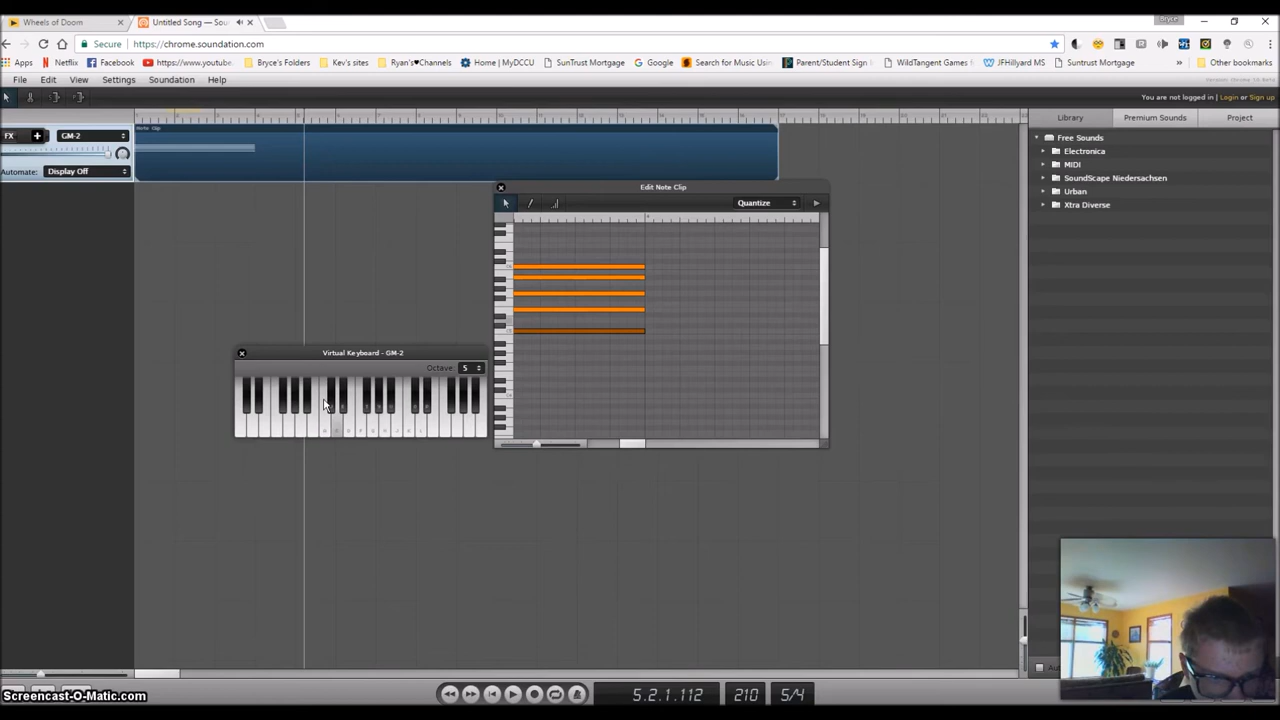 Wheels of Doom
Untitled Song — Sou
Bryce
Secure | https://chrome.soundation.com
Apps Netflix Facebook https://www.youtube. Bryce's Folders Kev's sites Ryan's♥Channels Home | MyDCCU SunTrust Mortgage Google Search for Music Using Parent/Student Sign WildTangent Games JFHillyard MS Suntrust Mortgage » Other bookmarks
File Edit View Settings Soundation Help
You are not logged in | Login or Sign up
FX + GM-2
Note Clip
Automate: Display Off
Library Premium Sounds Project
Free Sounds
Electronica
MIDI
SoundScape Niedersachsen
Urban
Xtra Diverse
Edit Note Clip
Quantize
Virtual Keyboard - GM-2
Octave: 5
5.2.1.112 210 5/4
Screencast-O-Matic.com